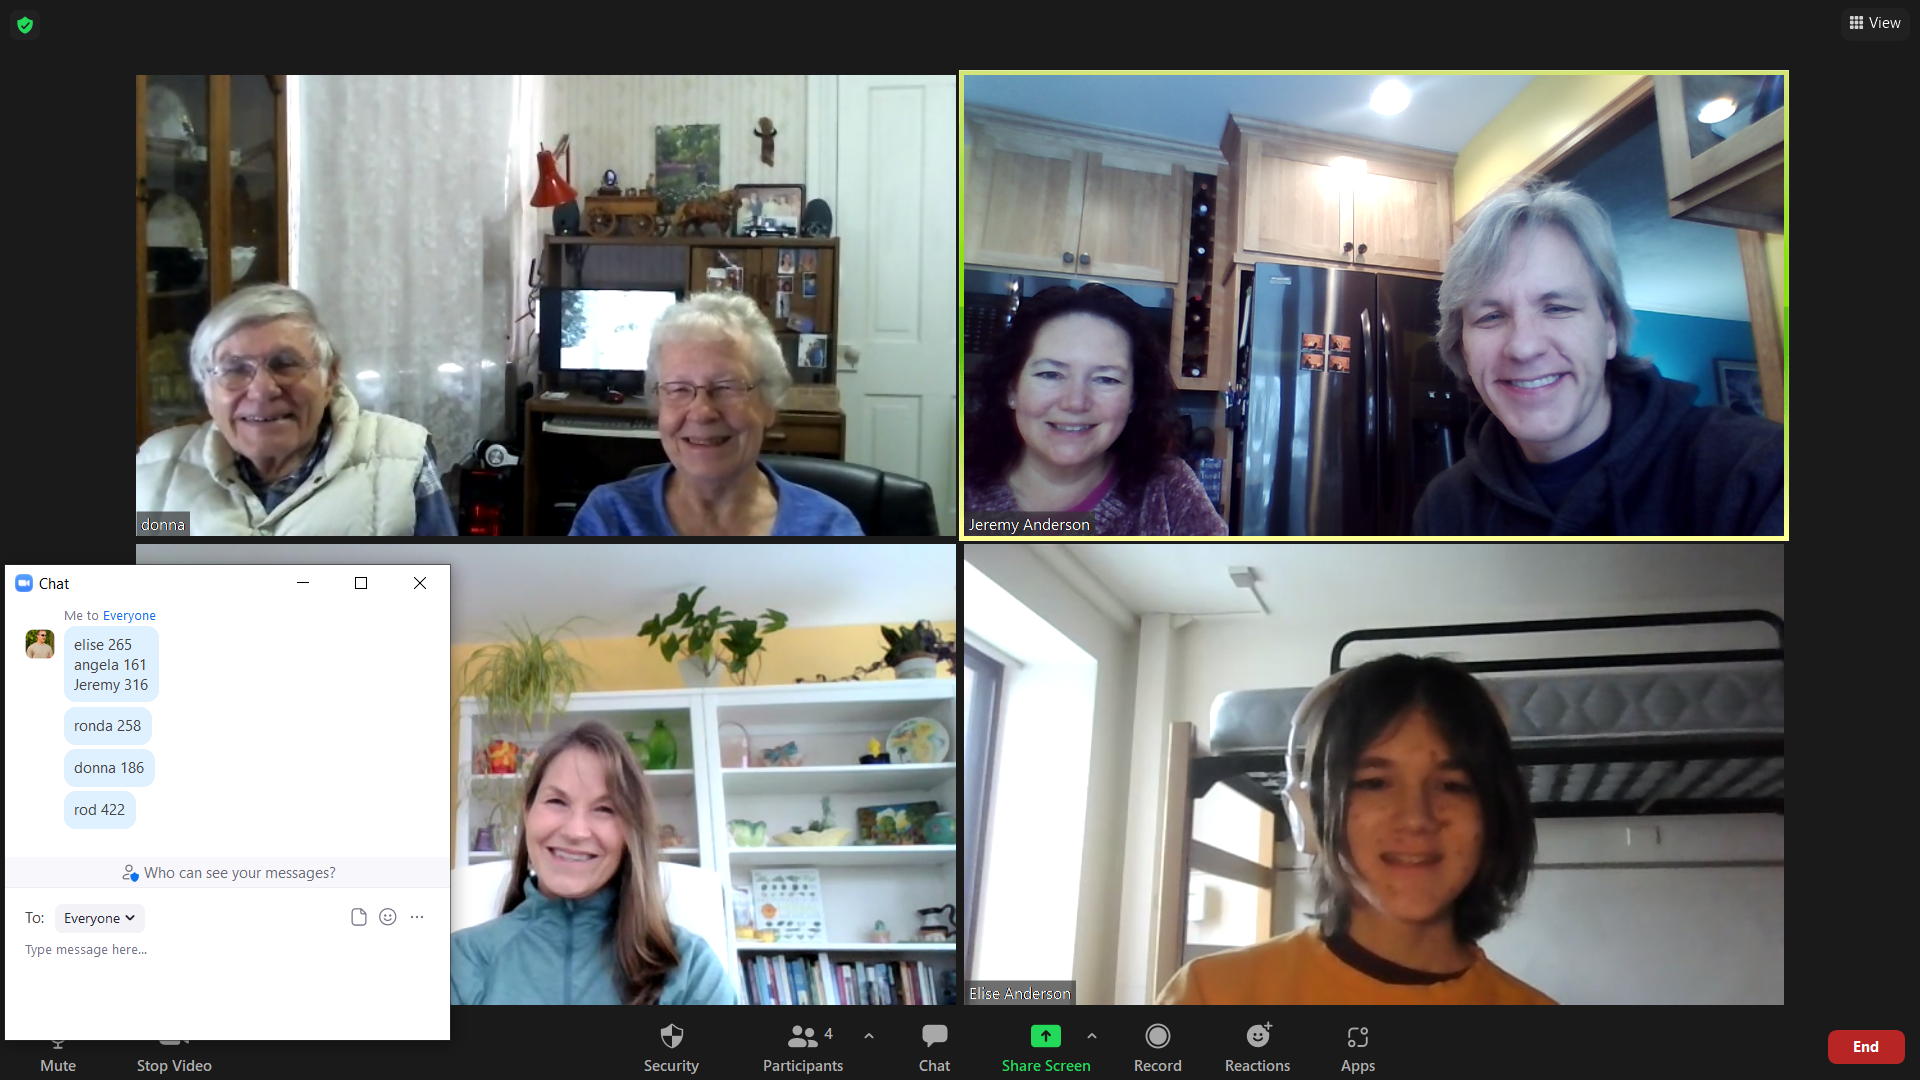 View
donna
Jeremy Anderson
Chat
Me to Everyone
elise 265
angela 161
Jeremy 316
ronda 258
donna 186
rod 422
Who can see your messages?
To: Everyone
Type message here...
Elise Anderson
Mute
Stop Video
Security
Participants
4
Chat
Share Screen
Record
Reactions
Apps
End